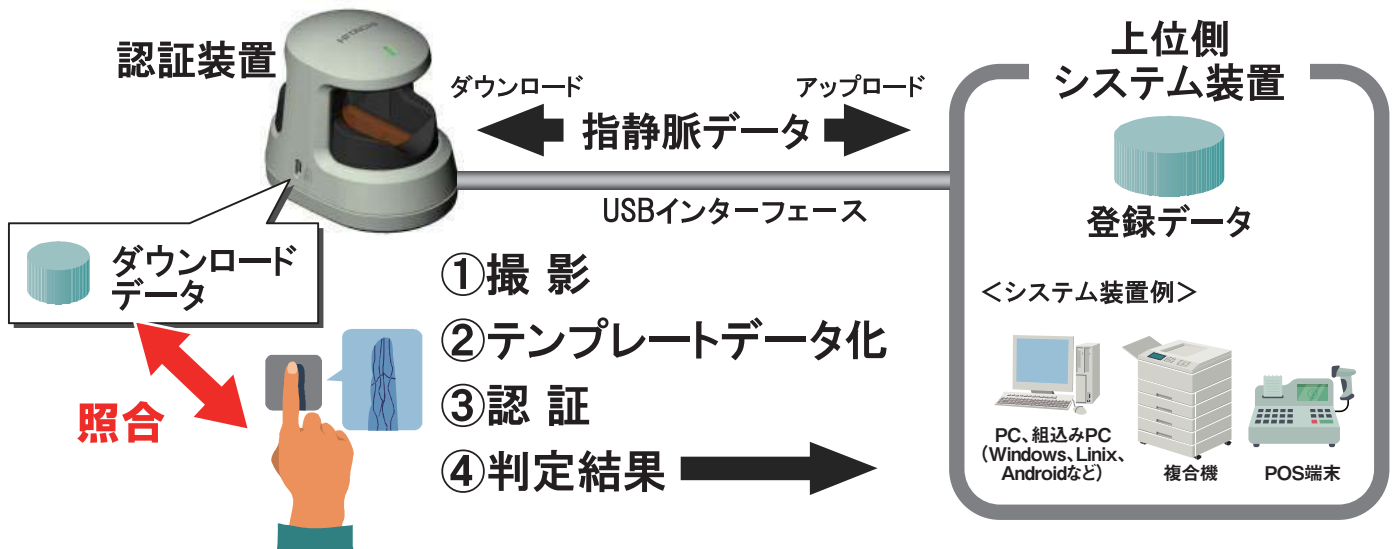 認証装置
HITACHI
ダウンロード
アップロード
指静脈データ
USBインターフェース
上位側
システム装置
登録データ
＜システム装置例＞
PC、組込みPC
（Windows、Linix、
Androidなど）
複合機
POS端末
ダウンロード
データ
照合
①撮 影
②テンプレートデータ化
③認 証
④判定結果